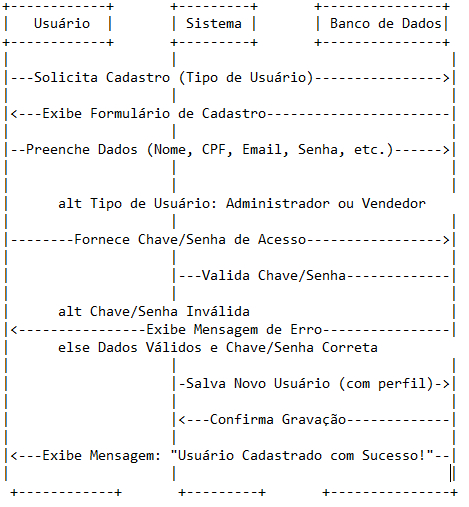 +------------+       +---------+       +---------------+
|   Usuário  |       | Sistema |       | Banco de Dados|
+------------+       +---------+       +---------------+
|                    |                                  |
|---Solicita Cadastro (Tipo de Usuário)---------------->|
|                    |                                  |
|<---Exibe Formulário de Cadastro-----------------------|
|                    |                                  |
|--Preenche Dados (Nome, CPF, Email, Senha, etc.)------>|
|                    |                                  |
|                    |                                  |
|      alt Tipo de Usuário: Administrador ou Vendedor
|                    |                                  |
|--------Fornece Chave/Senha de Acesso----------------->|
|                    |                                  |
|                    |---Valida Chave/Senha-------------|
|                    |                                  |
|      alt Chave/Senha Inválida                         |
|<---------------Exibe Mensagem de Erro----------------|
|      else Dados Válidos e Chave/Senha Correta         |
|                    |                                  |
|                    |-Salva Novo Usuário (com perfil)->|
|                    |                                  |
|                    |<---Confirma Gravação-------------|
|                    |                                  |
|<---Exibe Mensagem: "Usuário Cadastrado com Sucesso!"--|
|                    |                                  |
+------------+       +---------+       +---------------+